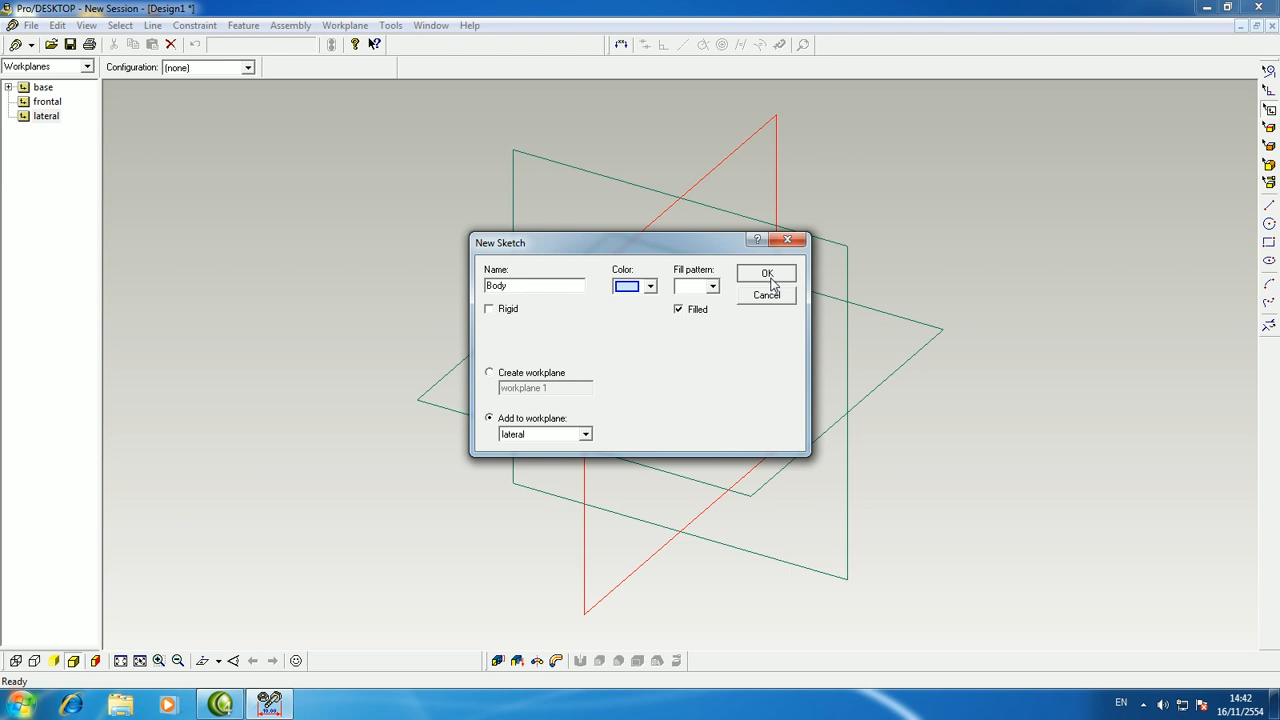 Pro/DESKTOP - New Session - [Design1 *]
File Edit View Select Line Constraint Feature Assembly Workplane Tools Window Help
Workplanes Configuration: (none)
base
frontal
lateral
New Sketch
Name: Color: Fill pattern: OK
Body
Cancel
Rigid Filled
Create workplane
workplane 1
Add to workplane:
lateral
Ready
EN 14:42
16/11/2554